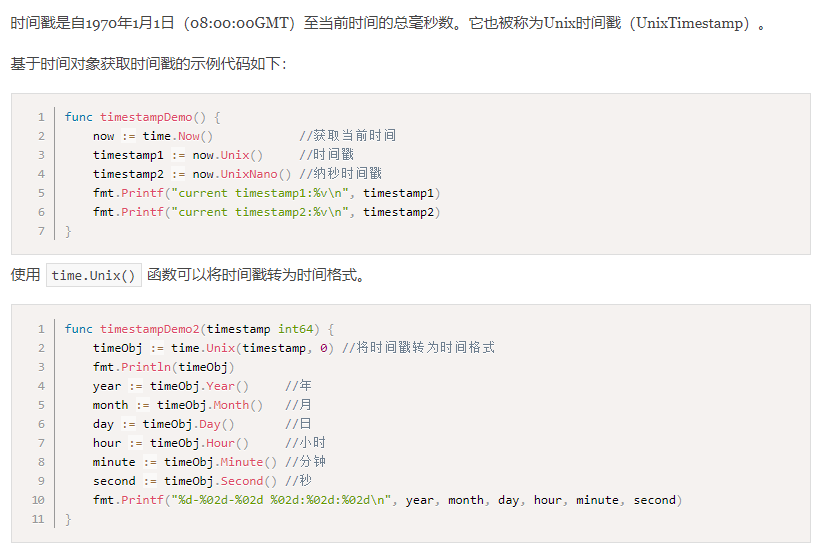 时间戳是自1970年1月1日（08:00:00GMT）至当前时间的总毫秒数。它也被称为Unix时间戳（UnixTimestamp）。
基于时间对象获取时间戳的示例代码如下：
1 func timestampDemo() {
2     now := time.Now()            //获取当前时间
3     timestamp1 := now.Unix()     //时间戳
4     timestamp2 := now.UnixNano() //纳秒时间戳
5     fmt.Printf("current timestamp1:%v\n", timestamp1)
6     fmt.Printf("current timestamp2:%v\n", timestamp2)
7 }
使用 time.Unix() 函数可以将时间戳转为时间格式。
1 func timestampDemo2(timestamp int64) {
2     timeObj := time.Unix(timestamp, 0) //将时间戳转为时间格式
3     fmt.Println(timeObj)
4     year := timeObj.Year()     //年
5     month := timeObj.Month()   //月
6     day := timeObj.Day()       //日
7     hour := timeObj.Hour()     //小时
8     minute := timeObj.Minute() //分钟
9     second := timeObj.Second() //秒
10     fmt.Printf("%d-%02d-%02d %02d:%02d:%02d\n", year, month, day, hour, minute, second)
11 }